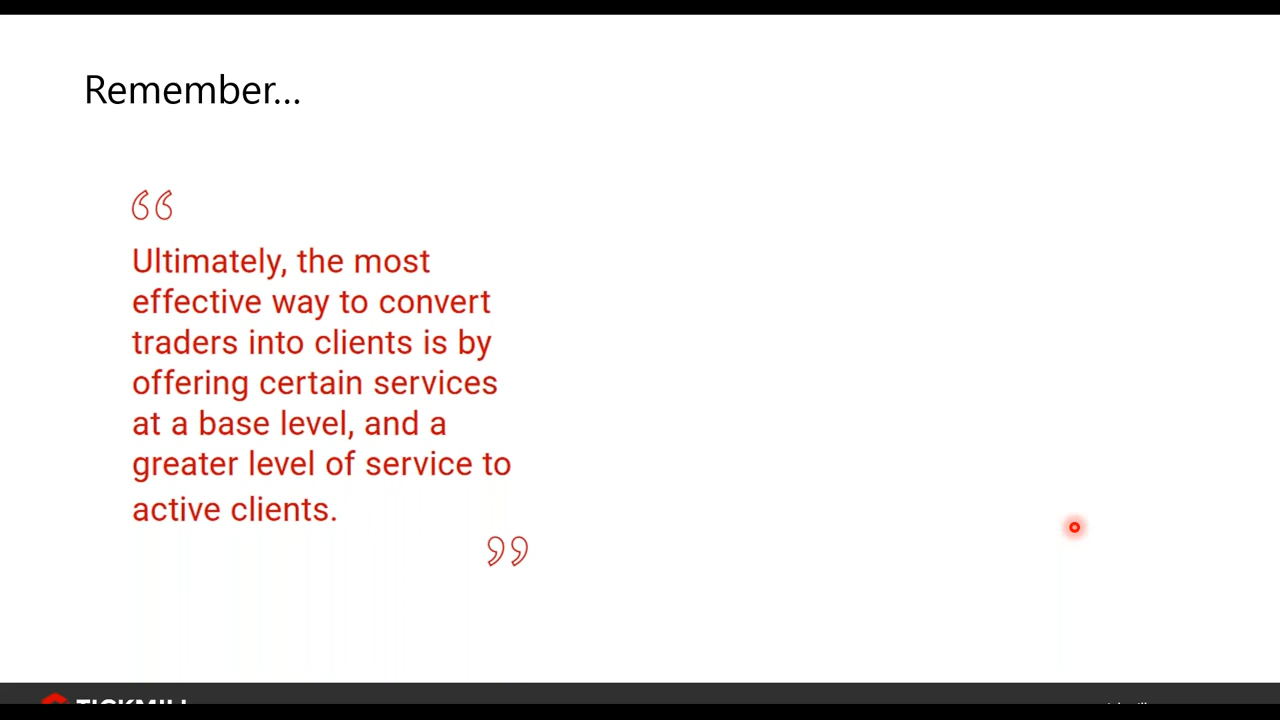 Remember...
“
Ultimately, the most
effective way to convert
traders into clients is by
offering certain services
at a base level, and a
greater level of service to
active clients.
”
TICKMILL